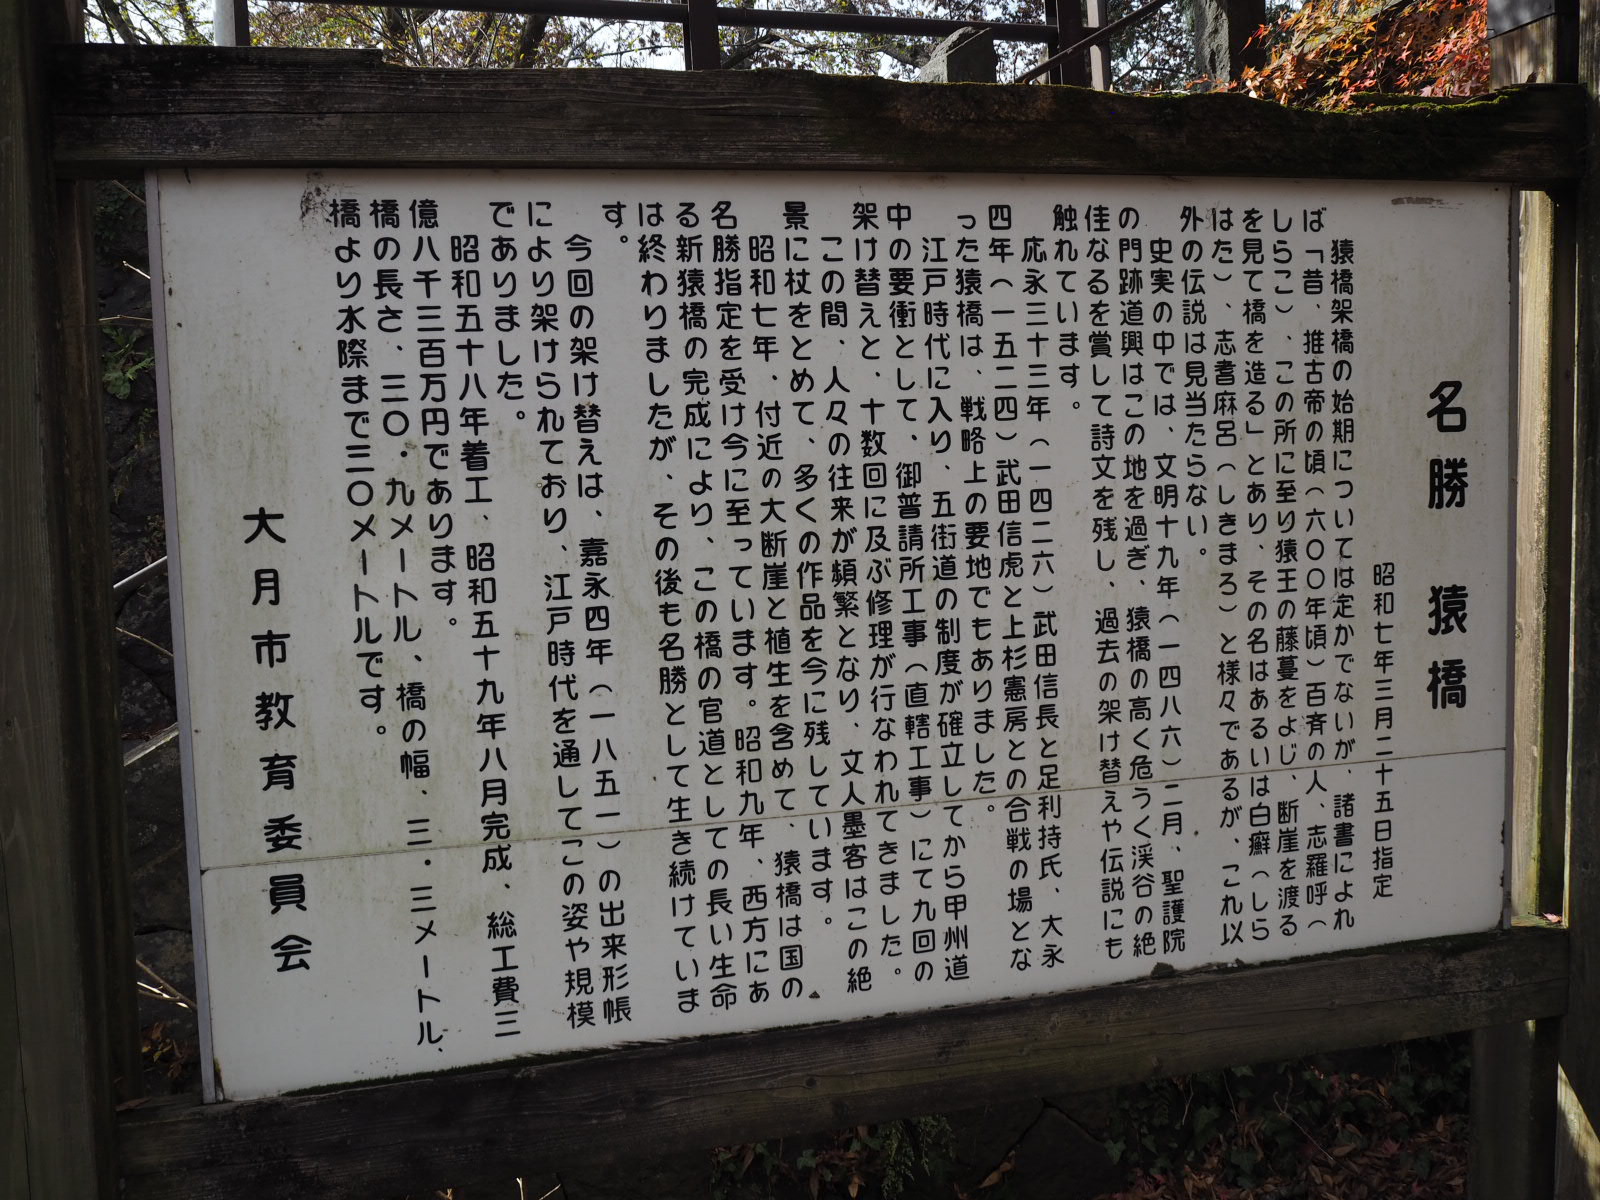 名勝 猿橋
昭和七年三月二十五日指定
猿橋架橋の始期については定かでないが、諸書によれ
ば「昔、推古帝の頃（六〇〇年頃）百斉の人、志羅呼（
しらこ）、この所に至り猿王の藤蔓をよじ、断崖を渡る
を見て橋を造る」とあり、その名はあるいは白癬（しら
はた）、志耆麻呂（しきまろ）と様々であるが、これ以
外の伝説は見当たらない。
史実の中では、文明十九年（一四八六）二月、聖護院
の門跡道興はこの地を過ぎ、猿橋の高く危うく渓谷の絶
佳なるを賞して詩文を残し、過去の架け替えや伝説にも
触れています。
応永三十三年（一四二六）武田信長と足利持氏、大永
四年（一五二四）武田信虎と上杉憲房との合戦の場とな
った猿橋は、戦略上の要地でもありました。
江戸時代に入り、五街道の制度が確立してから甲州道
中の要衝として、御普請所工事（直轄工事）にて九回の
架け替えと、十数回に及ぶ修理が行なわれてきました。
この間、人々の往来が頻繁となり、文人墨客はこの絶
景に杖をとめて、多くの作品を今に残しています。
昭和七年、付近の大断崖と植生を含めて、猿橋は国の
名勝指定を受け今に至っています。昭和九年、西方にあ
る新猿橋の完成により、この橋の官道としての長い生命
は終わりましたが、その後も名勝として生き続けていま
す。
今回の架け替えは、嘉永四年（一八五一）の出来形帳
により架けられており、江戸時代を通してこの姿や規模
でありました。
昭和五十八年着工、昭和五十九年八月完成、総工費三
億八千三百万円であります。
橋の長さ、三〇・九メートル、橋の幅、三・三メートル、
橋より水際まで三〇メートルです。
大月市教育委員会